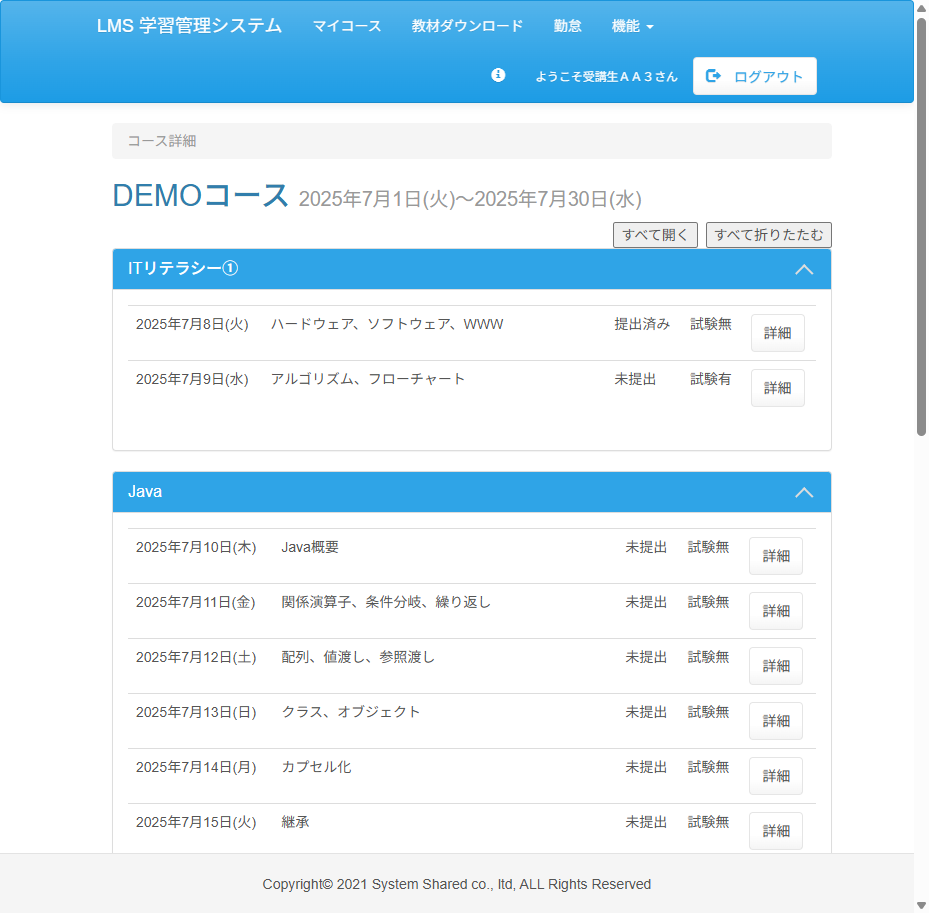 LMS 学習管理システム マイコース 教材ダウンロード 勤怠 機能
ようこそ受講生ＡＡ３さん ログアウト
コース詳細
DEMOコース 2025年7月1日(火)～2025年7月30日(水)
すべて開く すべて折りたたむ
ITリテラシー①
2025年7月8日(火) ハードウェア、ソフトウェア、WWW 提出済み 試験無 詳細
2025年7月9日(水) アルゴリズム、フローチャート 未提出 試験有 詳細
Java
2025年7月10日(木) Java概要 未提出 試験無 詳細
2025年7月11日(金) 関係演算子、条件分岐、繰り返し 未提出 試験無 詳細
2025年7月12日(土) 配列、値渡し、参照渡し 未提出 試験無 詳細
2025年7月13日(日) クラス、オブジェクト 未提出 試験無 詳細
2025年7月14日(月) カプセル化 未提出 試験無 詳細
2025年7月15日(火) 継承 未提出 試験無 詳細
Copyright© 2021 System Shared co., ltd, ALL Rights Reserved